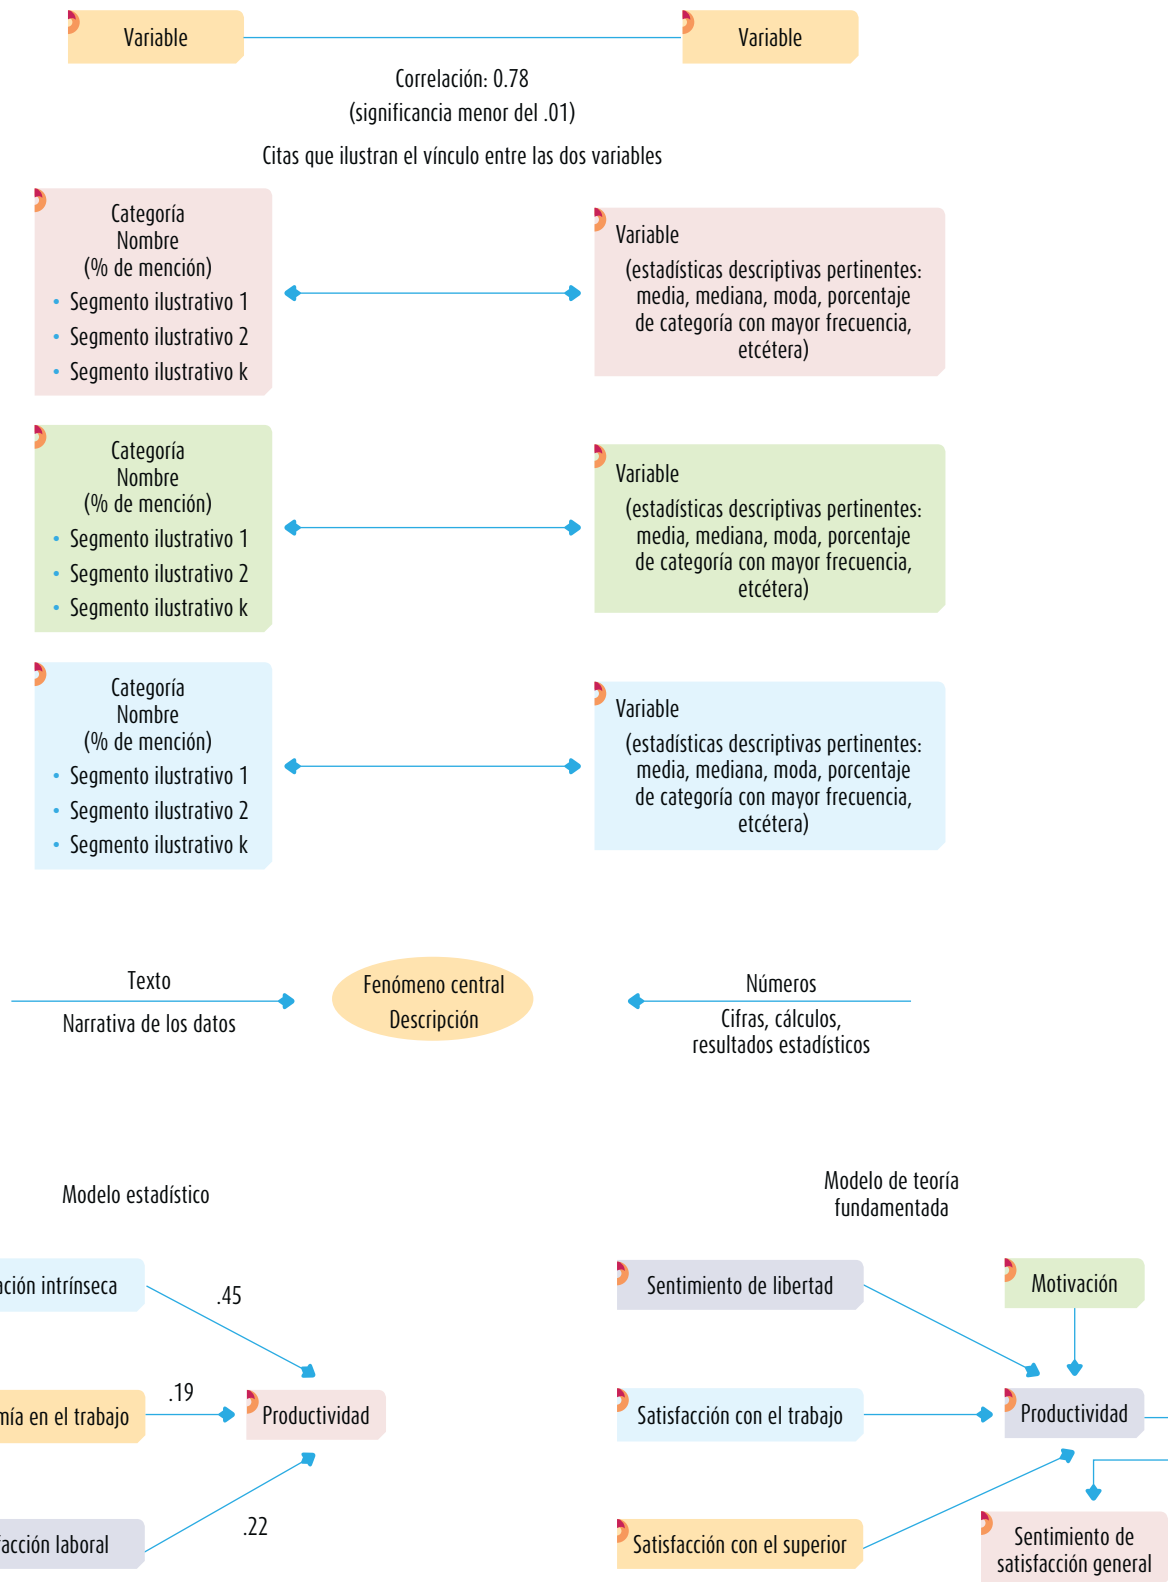 Variable
Variable
Correlación: 0.78
(significancia menor del .01)
Citas que ilustran el vínculo entre las dos variables
Categoría
Nombre
(% de mención)
• Segmento ilustrativo 1
• Segmento ilustrativo 2
• Segmento ilustrativo k
Variable
(estadísticas descriptivas pertinentes:
media, mediana, moda, porcentaje
de categoría con mayor frecuencia,
etcétera)
Categoría
Nombre
(% de mención)
• Segmento ilustrativo 1
• Segmento ilustrativo 2
• Segmento ilustrativo k
Variable
(estadísticas descriptivas pertinentes:
media, mediana, moda, porcentaje
de categoría con mayor frecuencia,
etcétera)
Categoría
Nombre
(% de mención)
• Segmento ilustrativo 1
• Segmento ilustrativo 2
• Segmento ilustrativo k
Variable
(estadísticas descriptivas pertinentes:
media, mediana, moda, porcentaje
de categoría con mayor frecuencia,
etcétera)
Texto
Narrativa de los datos
Fenómeno central
Descripción
Números
Cifras, cálculos,
resultados estadísticos
Modelo estadístico
intrínseca
.45
en el trabajo
.19
Productividad
laboral
.22
Modelo de teoría
fundamentada
Sentimiento de libertad
Motivación
Satisfacción con el trabajo
Productividad
Satisfacción con el superior
Sentimiento de
satisfacción general